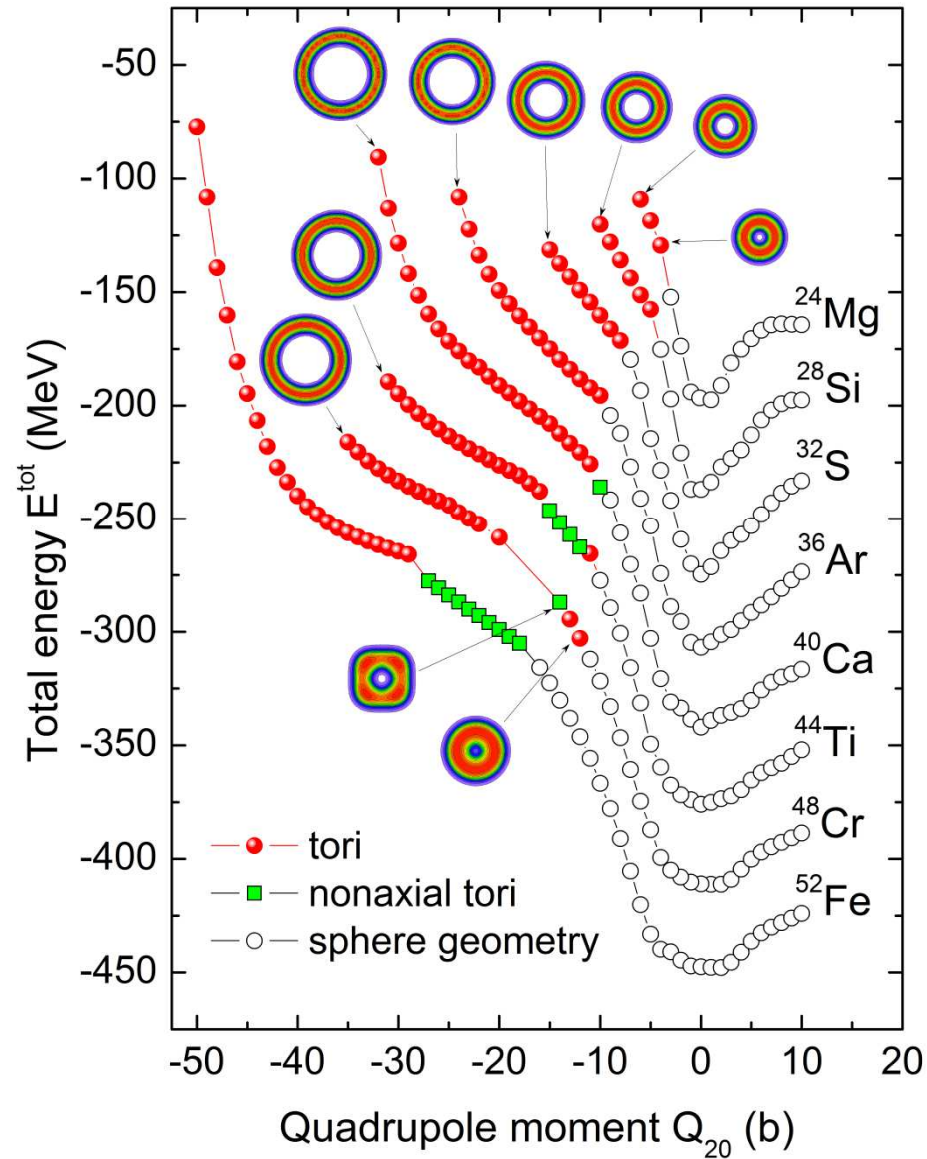 -50
-100
-150
-200
-250
-300
-350
-400
-450
Total energy E^tot (MeV)
24Mg
28Si
32S
36Ar
40Ca
44Ti
48Cr
52Fe
tori
nonaxial tori
sphere geometry
-50 -40 -30 -20 -10 0 10 20
Quadrupole moment Q_20 (b)